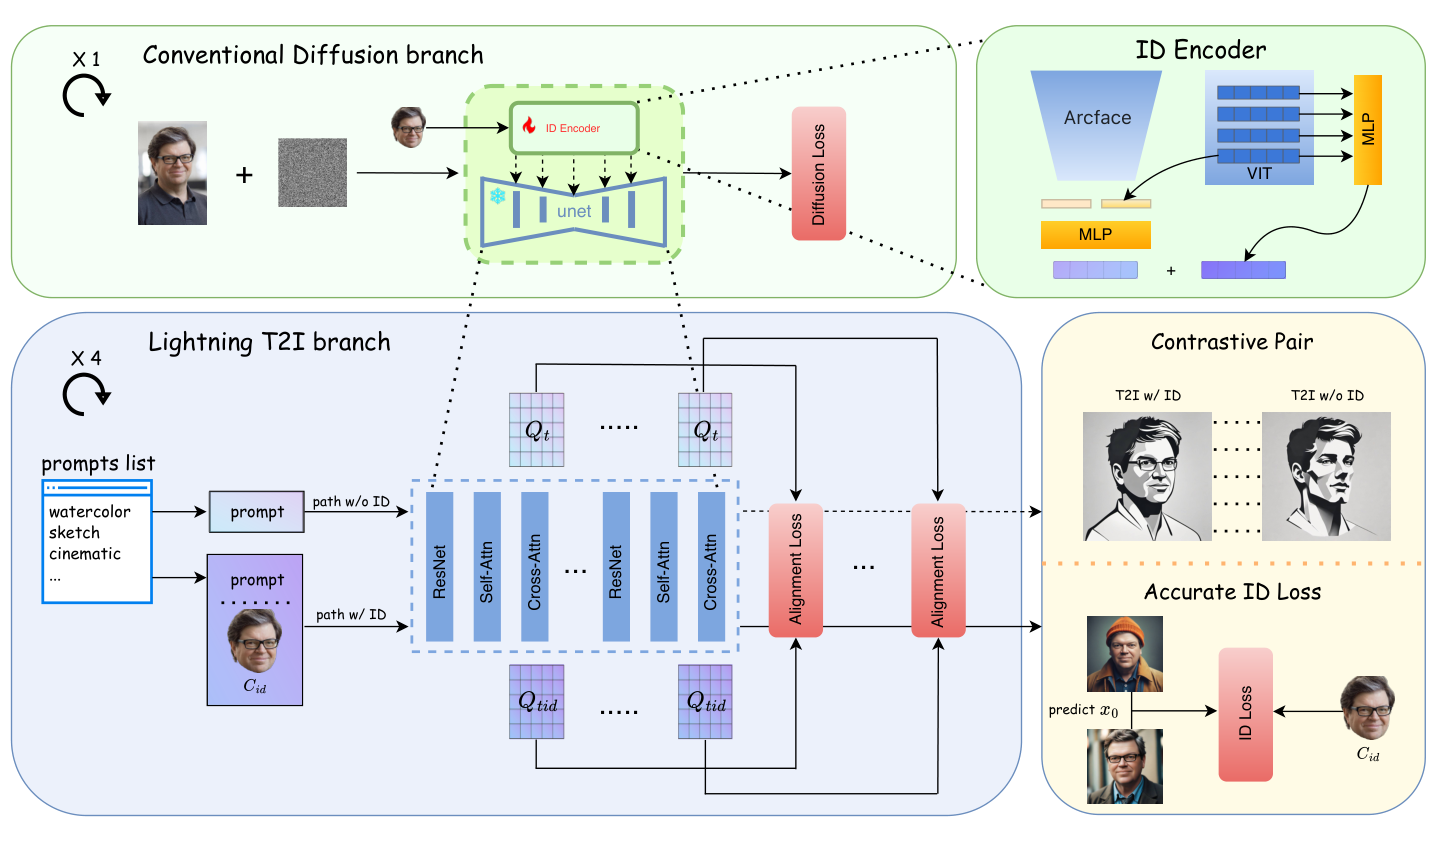 Conventional Diffusion branch
X 1
+
ID Encoder
unet
Diffusion Loss
ID Encoder
Arcface
VIT
MLP
MLP
+
Lightning T2I branch
X 4
prompts list
watercolor
sketch
cinematic
...
prompt
path w/o ID
prompt
.......
C_id
path w/ ID
Q_t
.....
Q_t
ResNet
Self-Attn
Cross-Attn
...
ResNet
Self-Attn
Cross-Attn
Q_tid
.....
Q_tid
Alignment Loss
...
Alignment Loss
Contrastive Pair
T2I w/ ID
T2I w/o ID
Accurate ID Loss
predict x_0
ID Loss
C_id